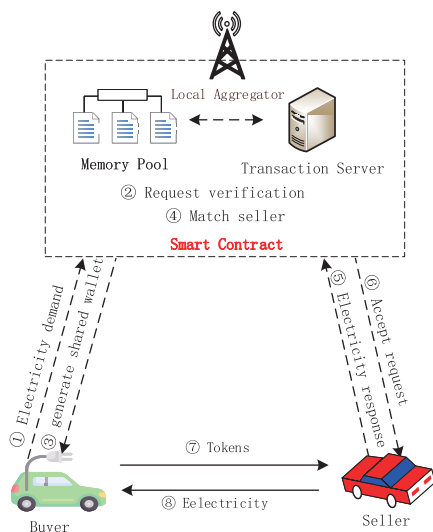 Local Aggregator
Memory Pool
Transaction Server
② Request verification
④ Match seller
Smart Contract
① Electricity demand
③ generate shared wallet
⑤ Electricity response
⑥ Accept request
⑦ Tokens
⑧ Eelectricity
Buyer
Seller